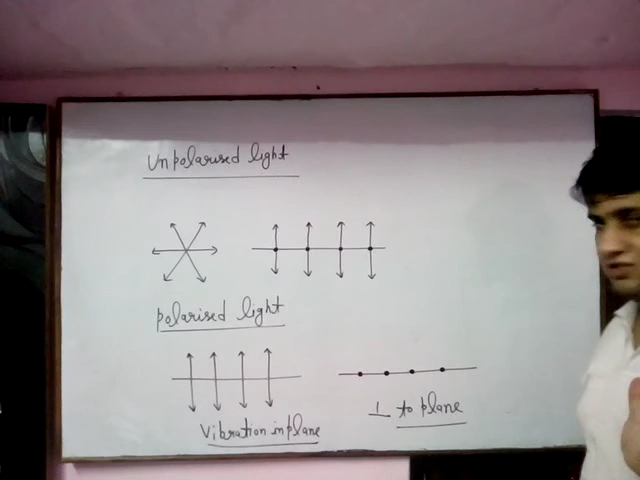 Unpolarised light
polarised light
Vibration in plane
⊥ to plane